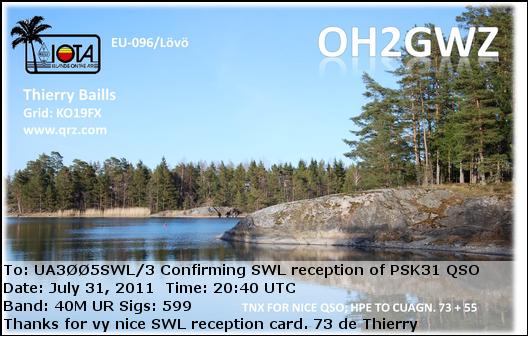 OH2GWZ
EU-096/Lövö
IOTA
ISLANDS ON THE AIR
Thierry Baills
Grid: KO19FX
www.qrz.com
To: UA3ØØ5SWL/3 Confirming SWL reception of PSK31 QSO
Date: July 31, 2011 Time: 20:40 UTC
Band: 40M UR Sigs: 599
TNX FOR NICE QSO; HPE TO CUAGN. 73 + 55
Thanks for vy nice SWL reception card. 73 de Thierry